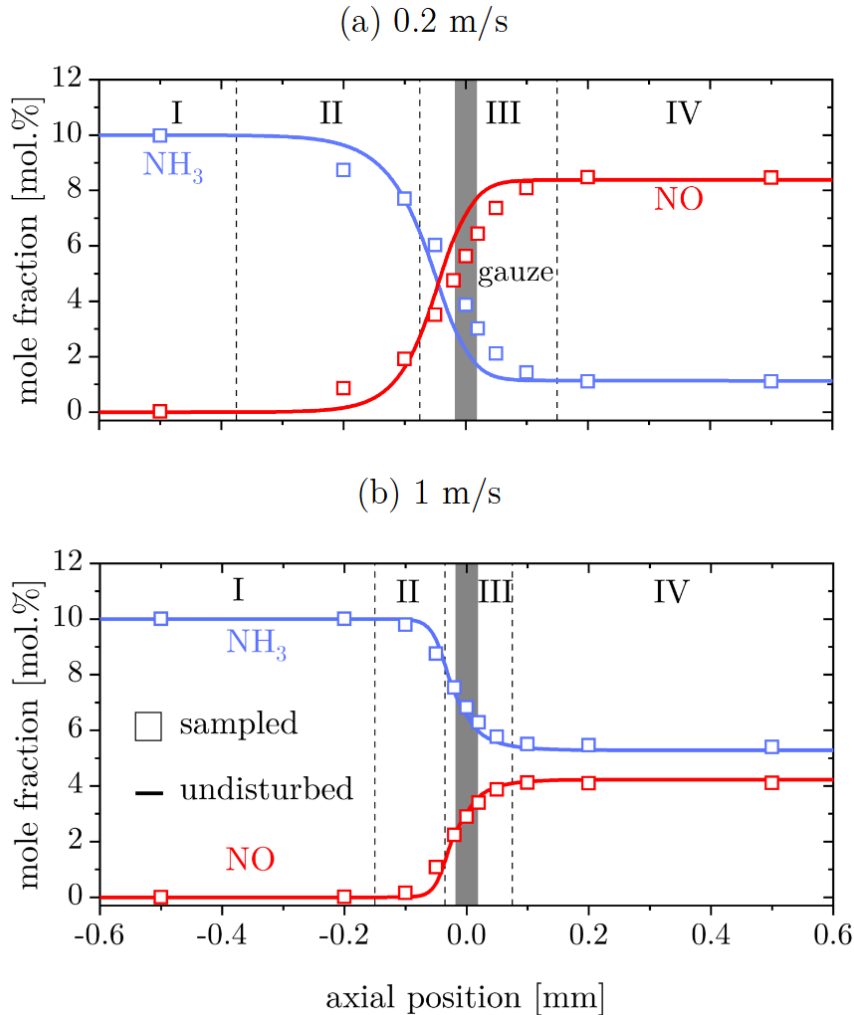 (a) 0.2 m/s
12
10
8
6
4
2
0
mole fraction [mol.%]
I II III IV
NH₃
NO
gauze
(b) 1 m/s
12
10
8
6
4
2
0
mole fraction [mol.%]
I II III IV
NH₃
sampled
undisturbed
NO
-0.6 -0.4 -0.2 0.0 0.2 0.4 0.6
axial position [mm]